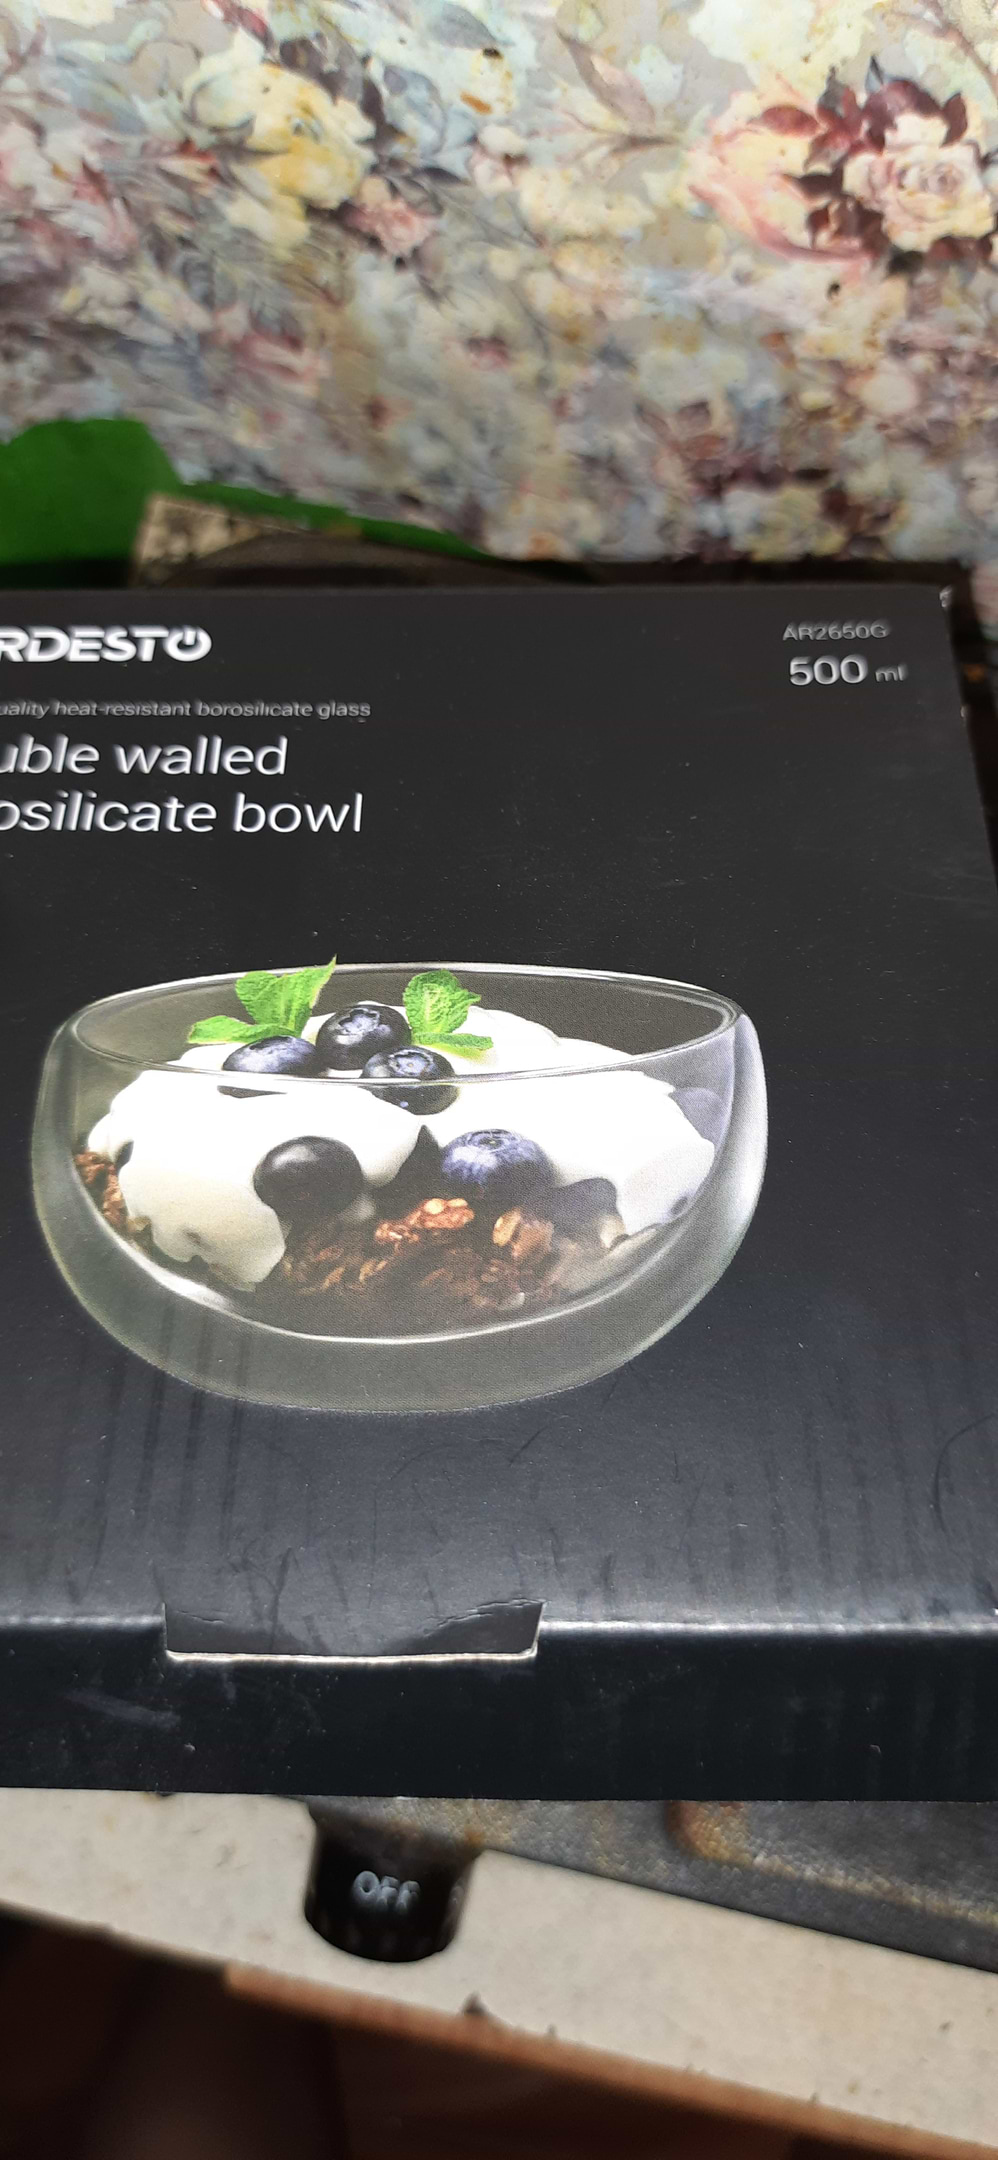 RDESTO
AR2650G
500 ml
uality heat-resistant borosilicate glass
uble walled
osilicate bowl
OFF